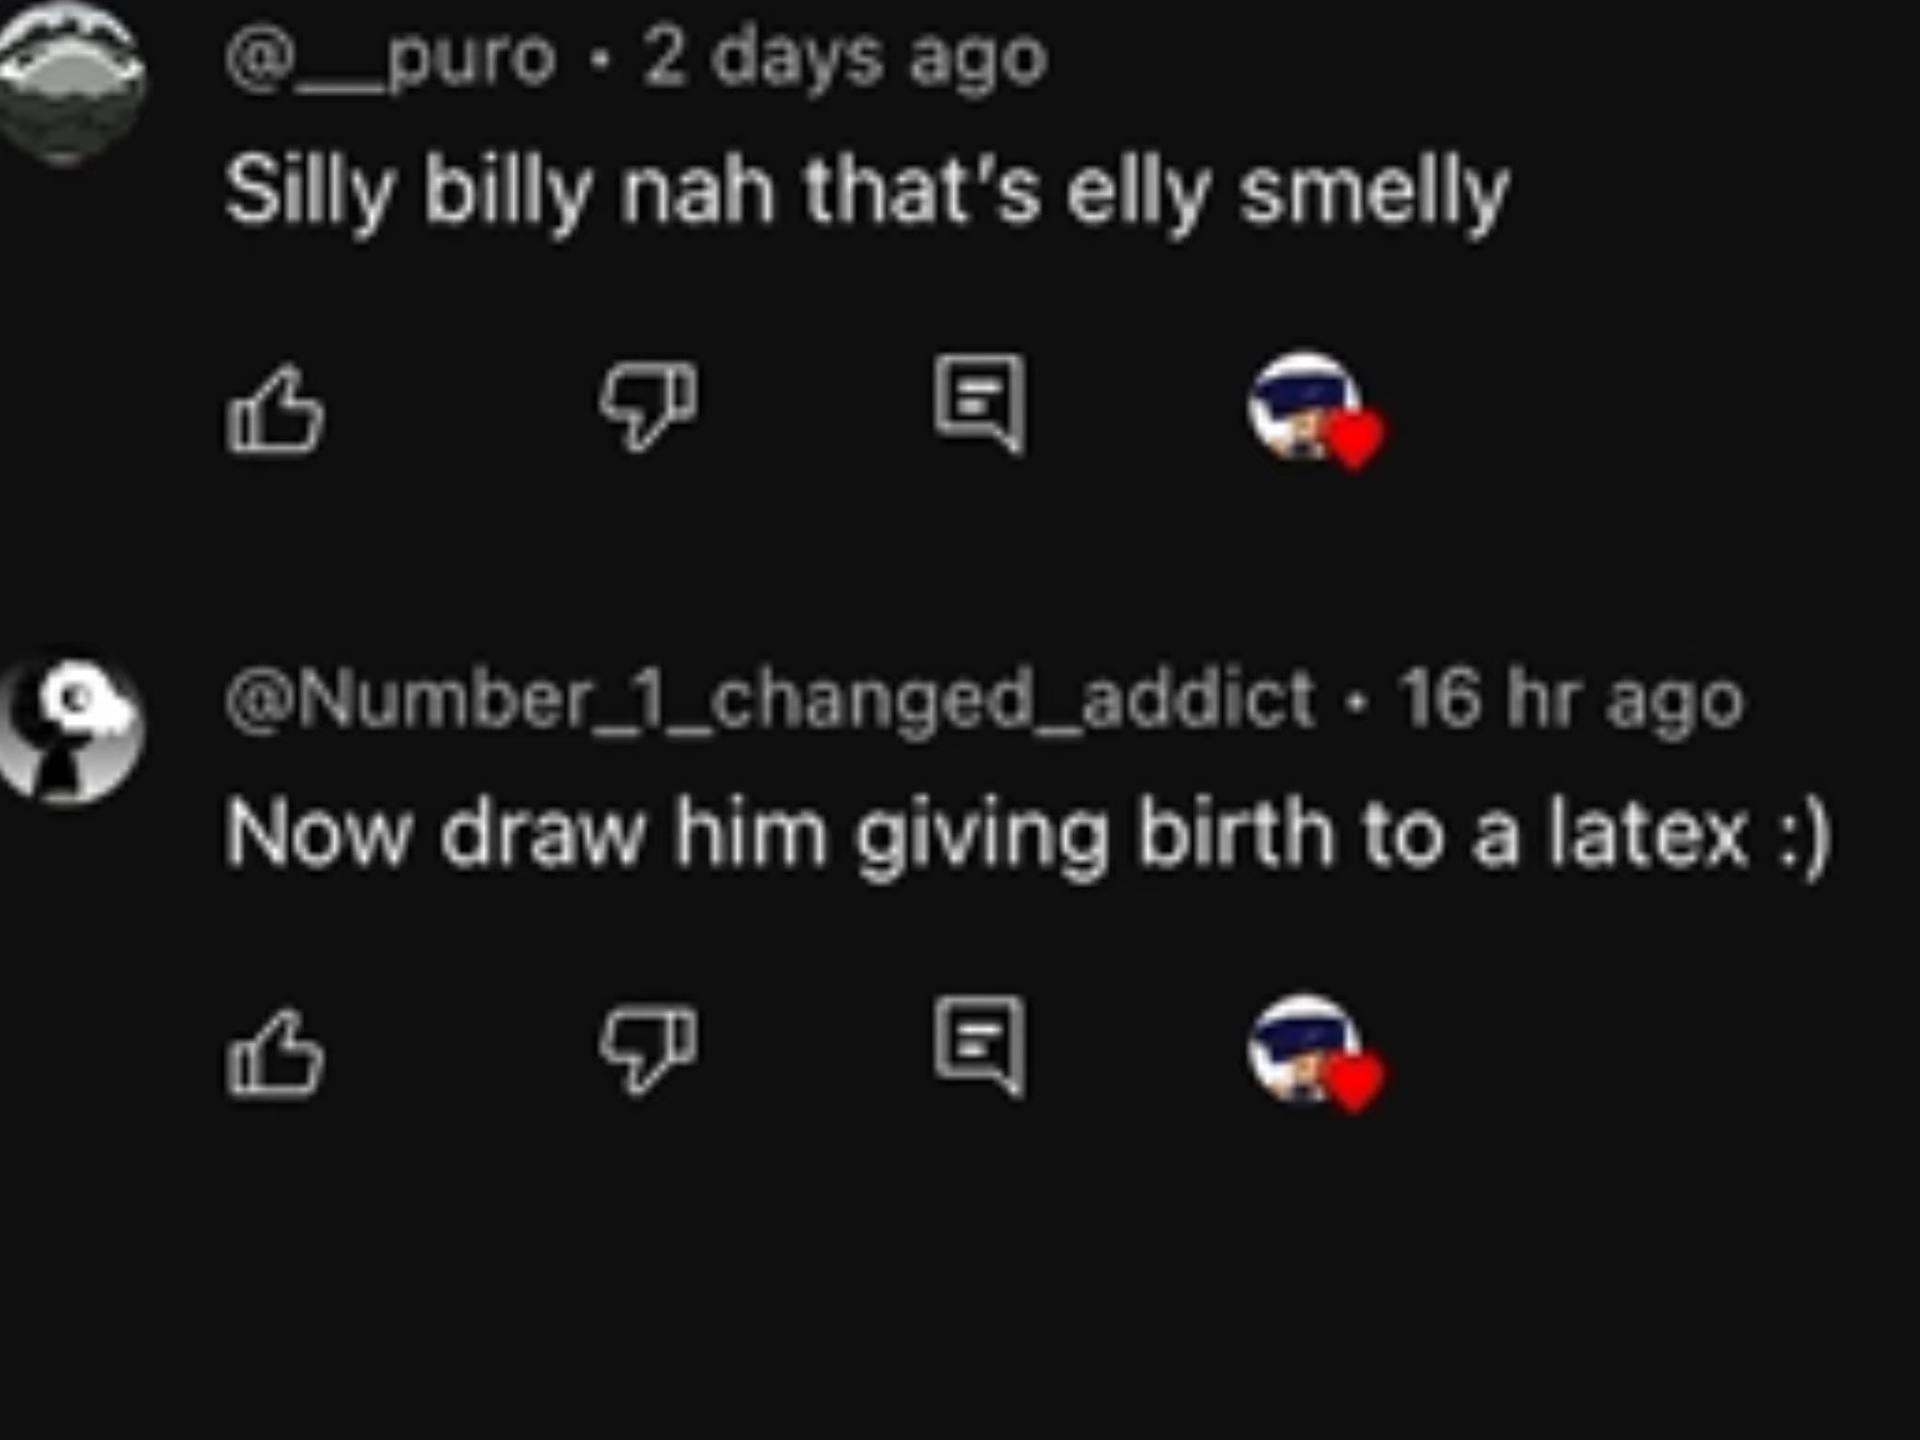 @__puro • 2 days ago
Silly billy nah that's elly smelly
@Number_1_changed_addict • 16 hr ago
Now draw him giving birth to a latex :)